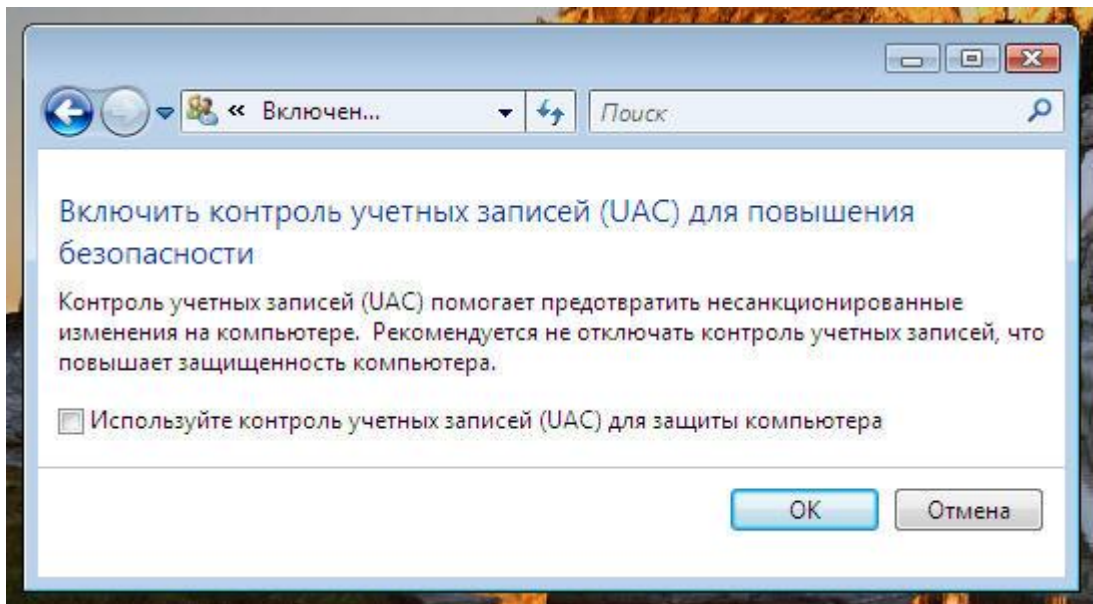 « Включен...
Поиск
Включить контроль учетных записей (UAC) для повышения
безопасности
Контроль учетных записей (UAC) помогает предотвратить несанкционированные
изменения на компьютере. Рекомендуется не отключать контроль учетных записей, что
повышает защищенность компьютера.
Используйте контроль учетных записей (UAC) для защиты компьютера
OK
Отмена